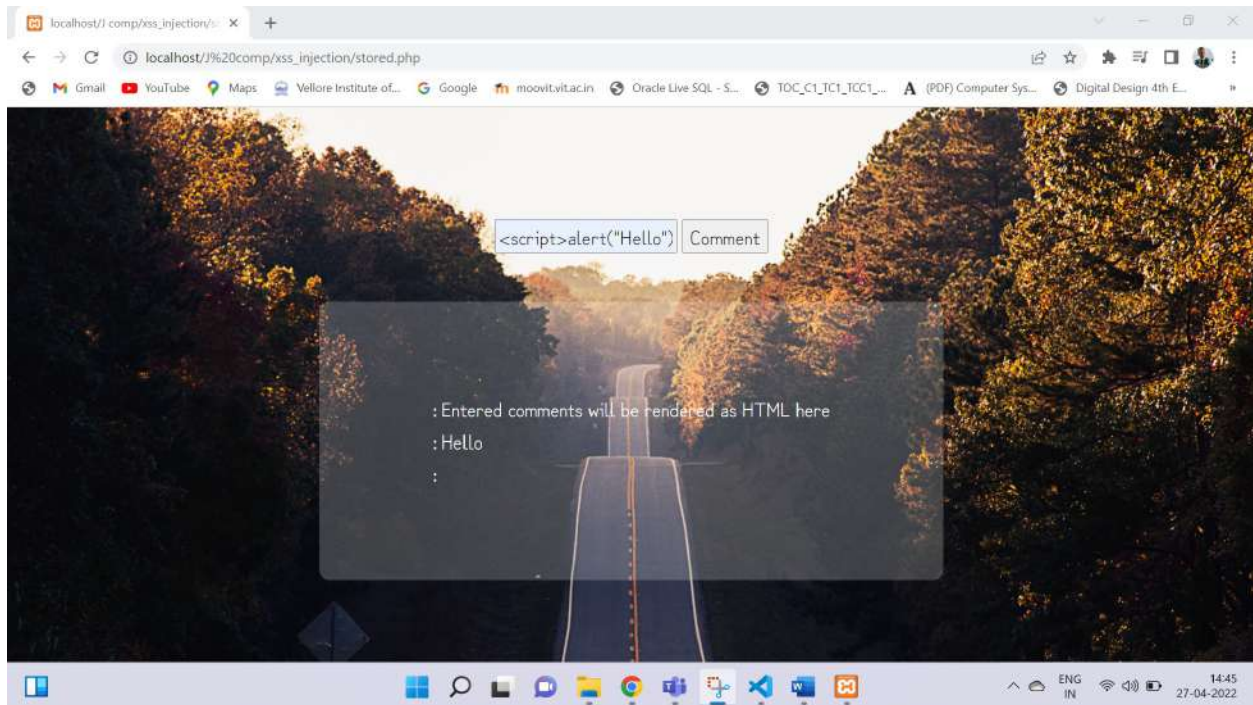 localhost/J comp/xss_injection/s
localhost/J%20comp/xss_injection/stored.php
Gmail YouTube Maps Vellore Institute of... Google moovit.vit.ac.in Oracle Live SQL - S... TOC_C1_TC1_TCC1_... (PDF) Computer Sys... Digital Design 4th E... »
<script>alert("Hello") Comment
: Entered comments will be rendered as HTML here
: Hello
:
ENG
IN
14:45
27-04-2022